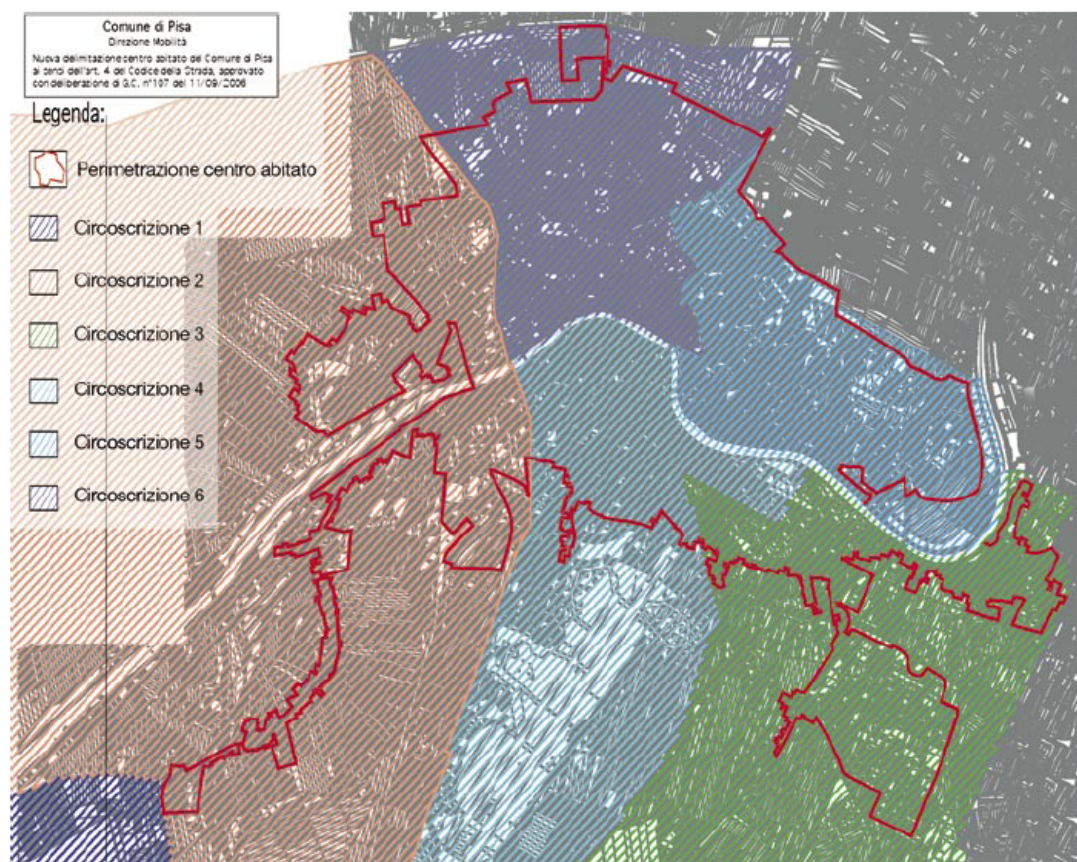 Comune di Pisa
Direzione Mobilità
Nuova delimitazione centro abitato del Comune di Pisa
ai sensi dell'art. 4 del Codice della Strada, approvato
con deliberazione di G.C. n°107 del 11/09/2006
Legenda:
Perimetrazione centro abitato
Circoscrizione 1
Circoscrizione 2
Circoscrizione 3
Circoscrizione 4
Circoscrizione 5
Circoscrizione 6